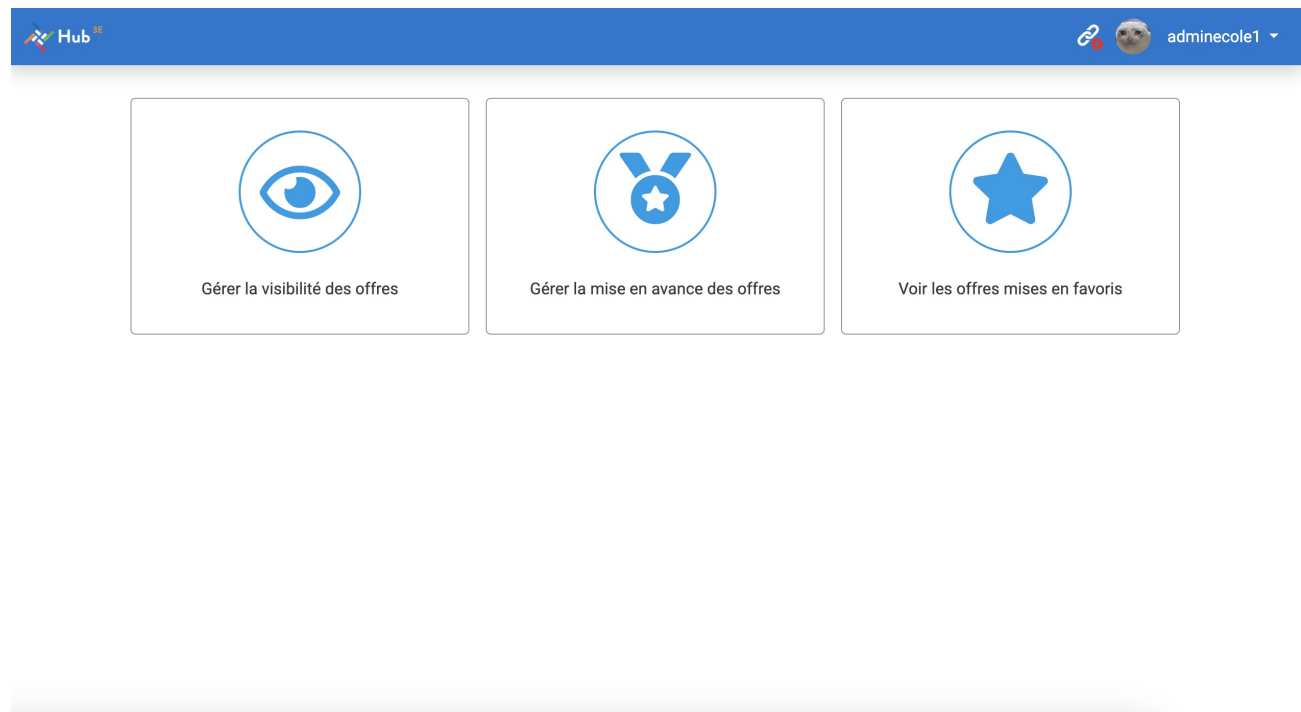 Hub 3E
adminecole1
Gérer la visibilité des offres
Gérer la mise en avance des offres
Voir les offres mises en favoris